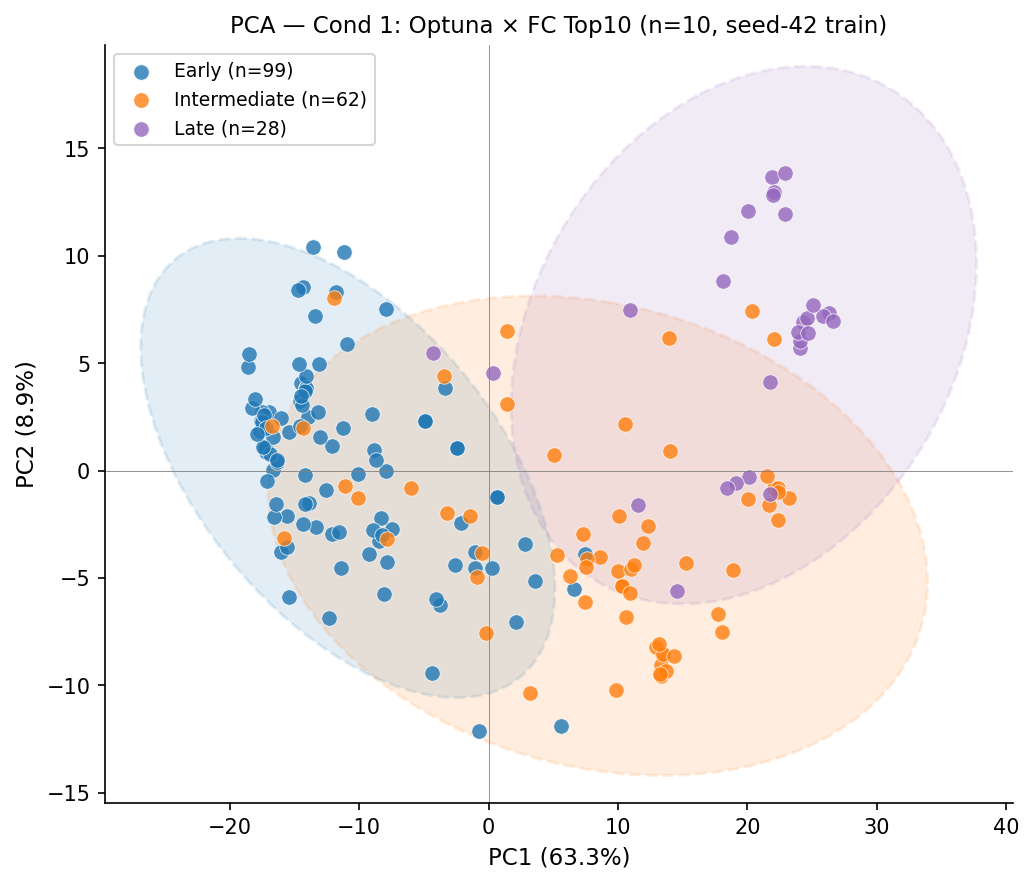 PCA — Cond 1: Optuna × FC Top10 (n=10, seed-42 train)
Early (n=99)
Intermediate (n=62)
Late (n=28)
15
10
5
0
−5
−10
−15
PC2 (8.9%)
−20
−10
0
10
20
30
40
PC1 (63.3%)